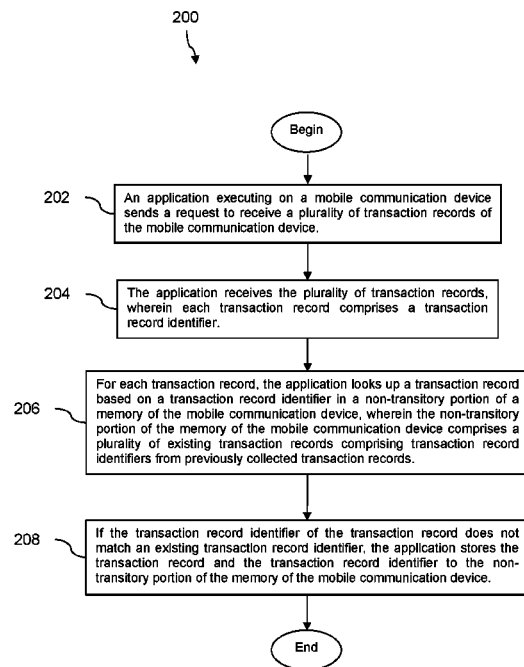 200
Begin
202
An application executing on a mobile communication device
sends a request to receive a plurality of transaction records of
the mobile communication device.
204
The application receives the plurality of transaction records,
wherein each transaction record comprises a transaction
record identifier.
206
For each transaction record, the application looks up a transaction record
based on a transaction record identifier in a non-transitory portion of a
memory of the mobile communication device, wherein the non-transitory
portion of the memory of the mobile communication device comprises a
plurality of existing transaction records comprising transaction record
identifiers from previously collected transaction records.
208
If the transaction record identifier of the transaction record does not
match an existing transaction record identifier, the application stores the
transaction record and the transaction record identifier to the non-
transitory portion of the memory of the mobile communication device.
End